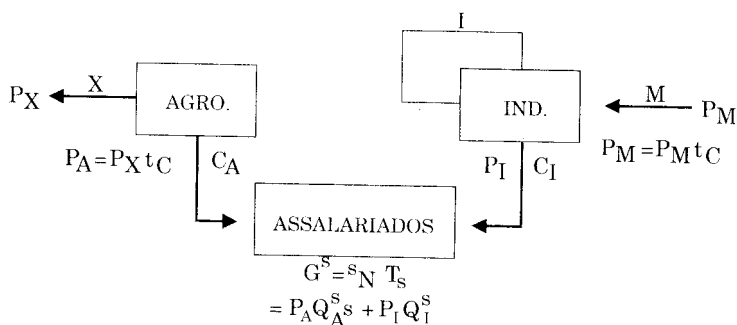 I
P_X X AGRO. IND. M P_M
P_A=P_X t_C C_A P_I C_I P_M=P_M t_C
ASSALARIADOS
G^S=^s_N T_s
= P_A Q_A^S s + P_I Q_I^S